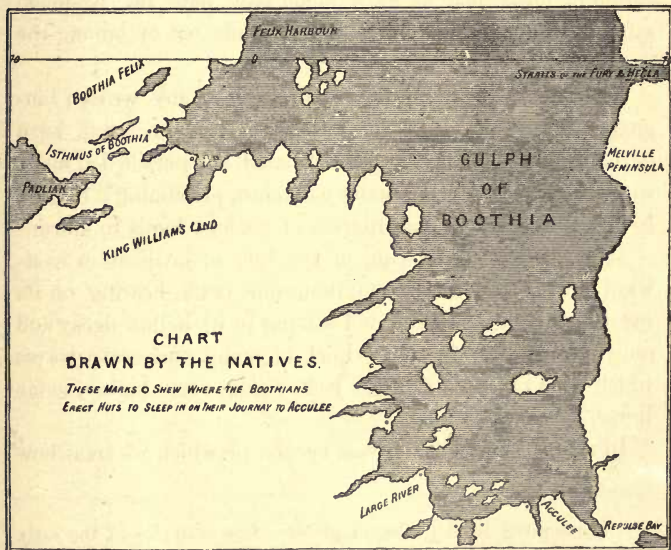 FELIX HARBOUR
70
BOOTHIA FELIX
STRAITS OF THE FURY & HECLA
ISTHMUS OF BOOTHIA
GULPH
OF
BOOTHIA
MELVILLE
PENINSULA
PADLIAK
KING WILLIAM'S LAND
CHART
DRAWN BY THE NATIVES.
THESE MARKS O SHEW WHERE THE BOOTHIANS
ERECT HUTS TO SLEEP IN ON THEIR JOURNAY TO ACCULEE
LARGE RIVER
ACCULEE
REPULSE BAY